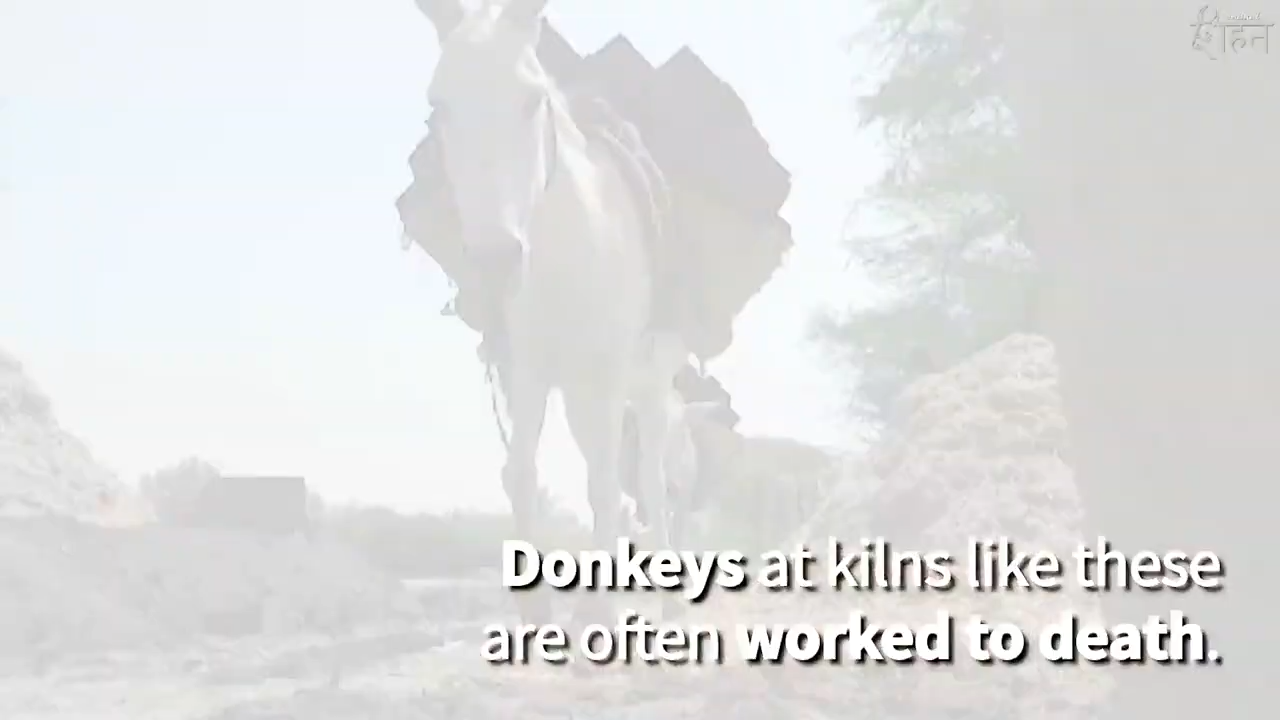 Donkeys at kilns like these
are often worked to death.